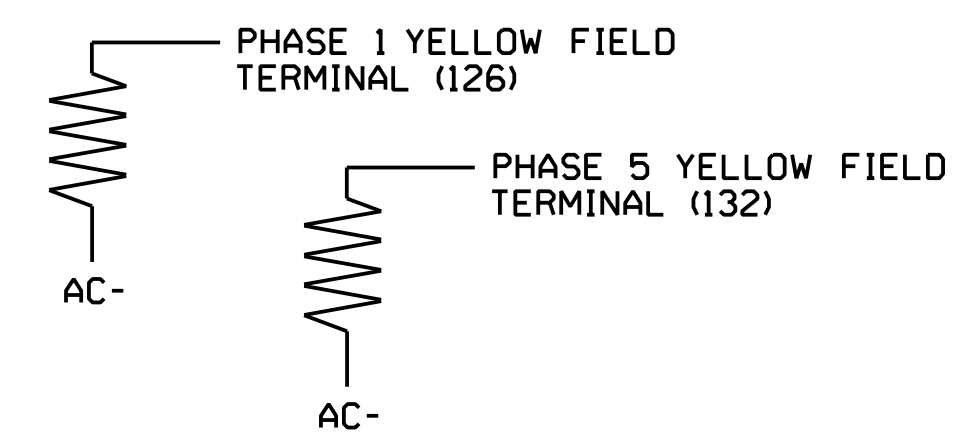 PHASE 1 YELLOW FIELD
TERMINAL (126)
AC-
PHASE 5 YELLOW FIELD
TERMINAL (132)
AC-